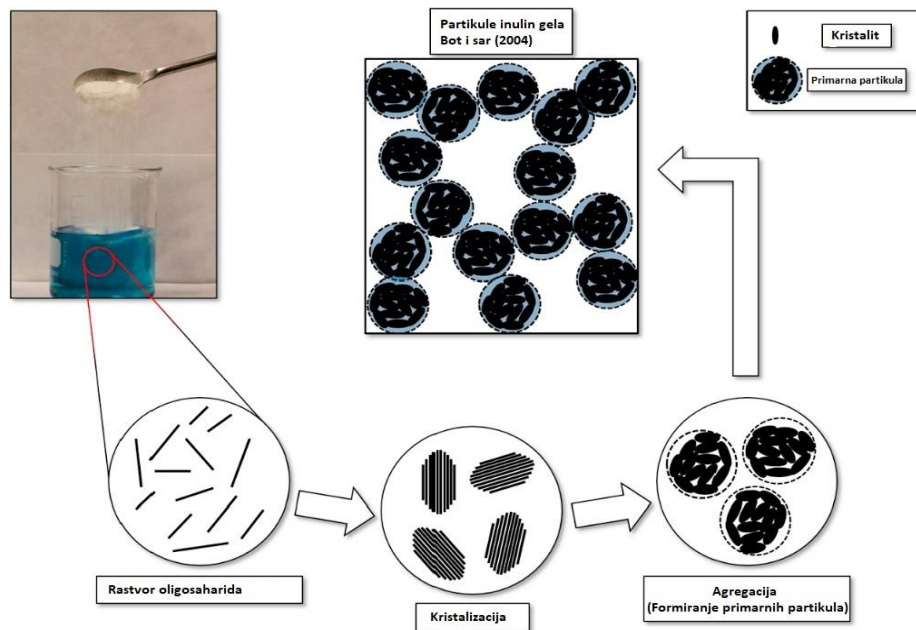 Partikule inulin gela
Bot i sar (2004)
Kristalit
Primarna partikula
Rastvor oligosaharida
Kristalizacija
Agregacija
(Formiranje primarnih partikula)